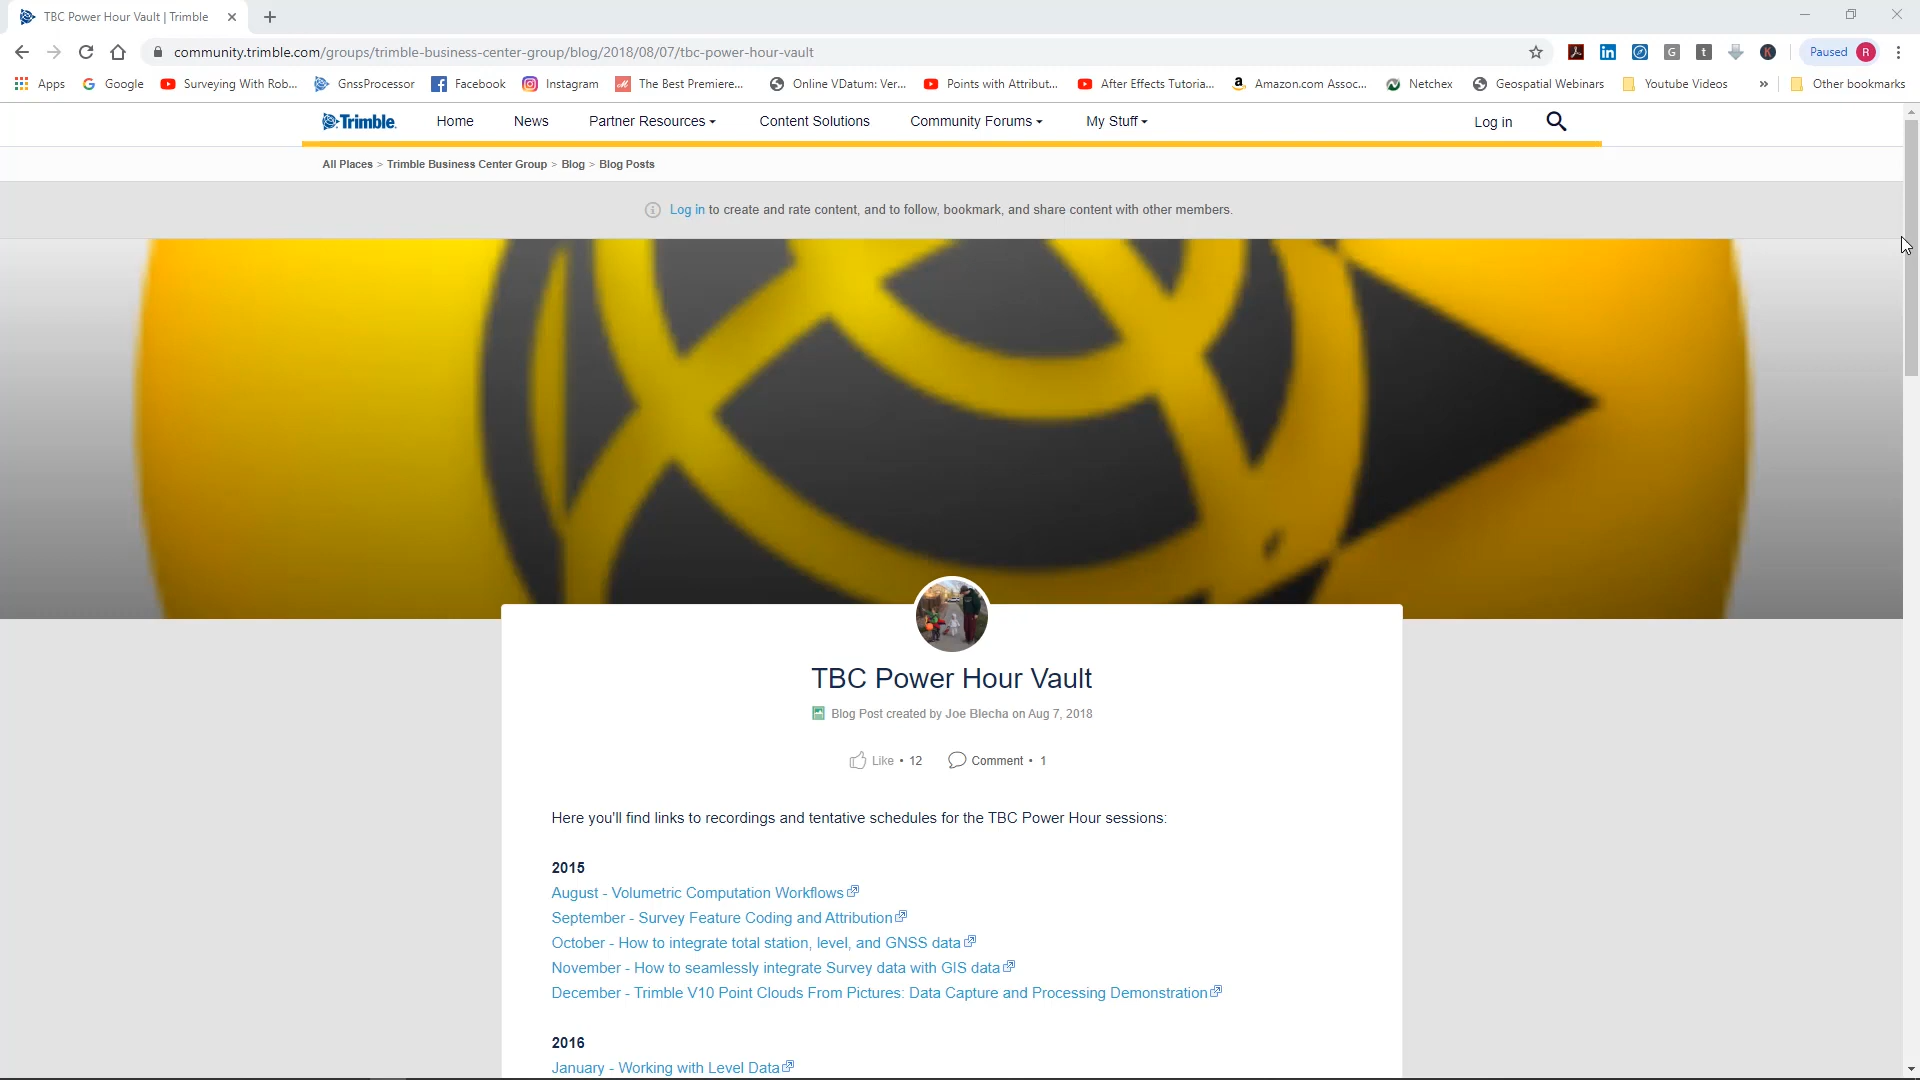 TBC Power Hour Vault | Trimble
community.trimble.com/groups/trimble-business-center-group/blog/2018/08/07/tbc-power-hour-vault
Paused R
Apps Google Surveying With Rob... GnssProcessor Facebook Instagram The Best Premiere... Online VDatum: Ver... Points with Attribut... After Effects Tutoria... Amazon.com Assoc... Netchex Geospatial Webinars Youtube Videos » Other bookmarks
Trimble. Home News Partner Resources Content Solutions Community Forums My Stuff Log in
All Places > Trimble Business Center Group > Blog > Blog Posts
Log in to create and rate content, and to follow, bookmark, and share content with other members.
TBC Power Hour Vault
Blog Post created by Joe Blecha on Aug 7, 2018
Like • 12 Comment • 1
Here you'll find links to recordings and tentative schedules for the TBC Power Hour sessions:
2015
August - Volumetric Computation Workflows
September - Survey Feature Coding and Attribution
October - How to integrate total station, level, and GNSS data
November - How to seamlessly integrate Survey data with GIS data
December - Trimble V10 Point Clouds From Pictures: Data Capture and Processing Demonstration
2016
January - Working with Level Data